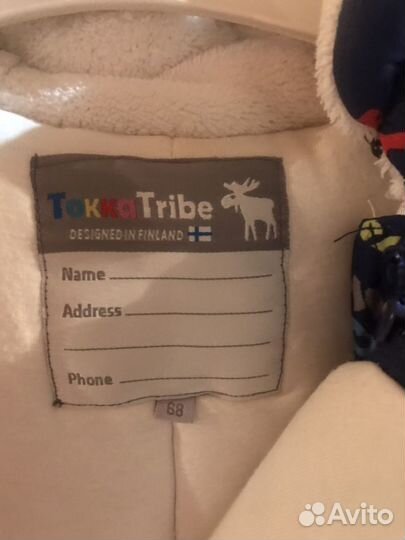 TokkaTribe
DESIGNED IN FINLAND
Name
Address
Phone
68
Avito